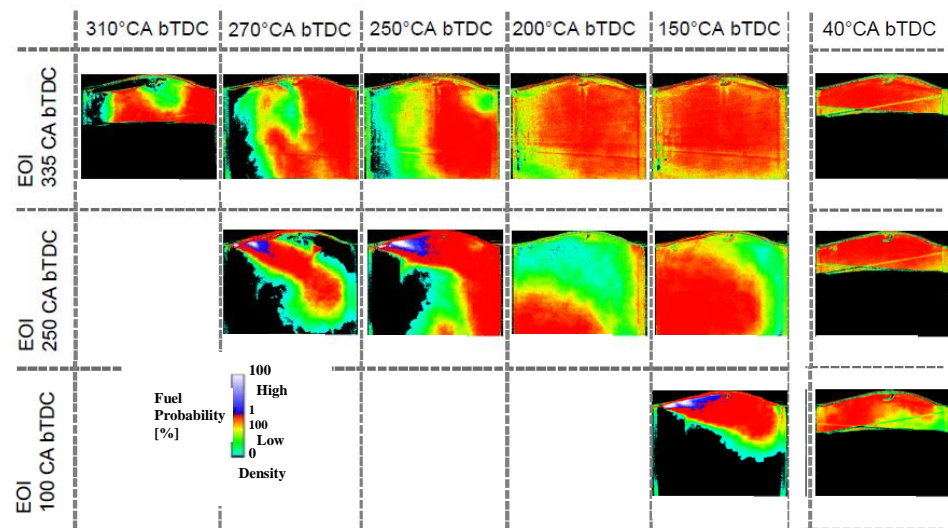 310°CA bTDC 270°CA bTDC 250°CA bTDC 200°CA bTDC 150°CA bTDC 40°CA bTDC
EOI
335 CA bTDC
EOI
250 CA bTDC
EOI
100 CA bTDC
Fuel
Probability
[%]
100
High
1
100
Low
0
Density